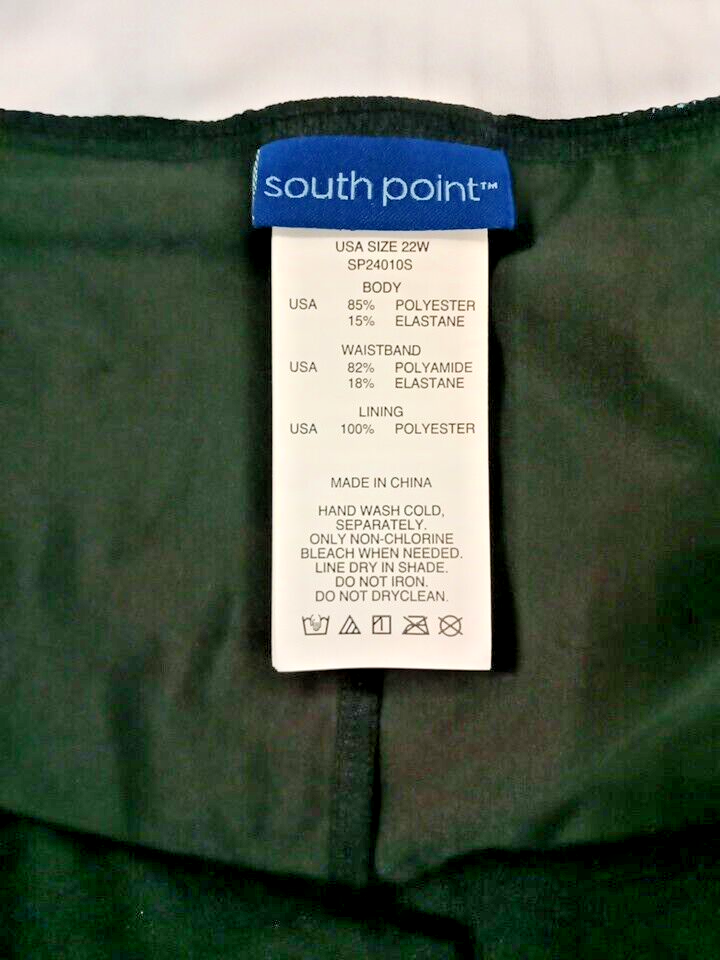 south point™
USA SIZE 22W
SP24010S
BODY
USA 85% POLYESTER
15% ELASTANE
WAISTBAND
USA 82% POLYAMIDE
18% ELASTANE
LINING
USA 100% POLYESTER
MADE IN CHINA
HAND WASH COLD,
SEPARATELY.
ONLY NON-CHLORINE
BLEACH WHEN NEEDED.
LINE DRY IN SHADE.
DO NOT IRON.
DO NOT DRYCLEAN.